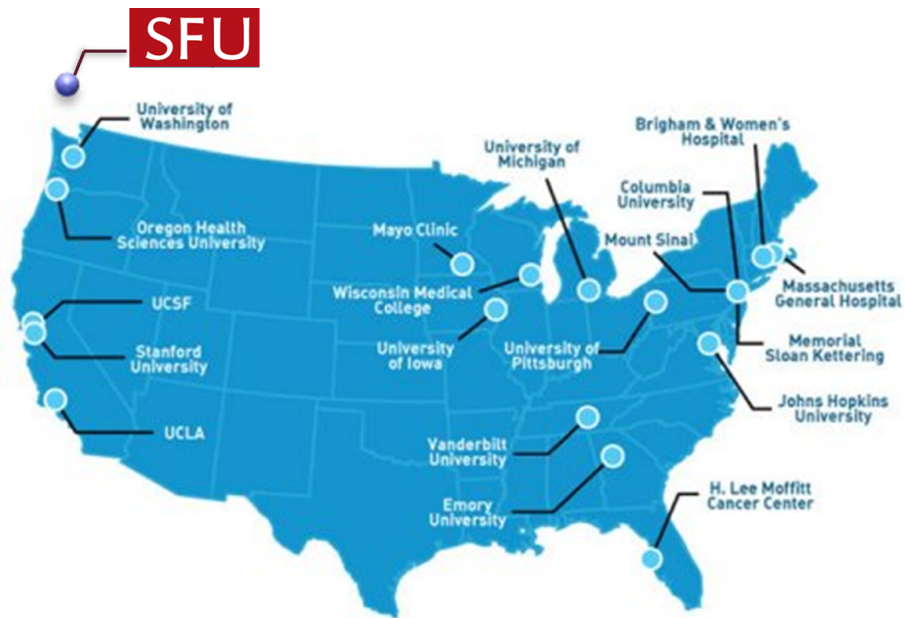 SFU
University of
Washington
Brigham & Women's
Hospital
University of
Michigan
Columbia
University
Oregon Health
Sciences University
Mayo Clinic
Mount Sinai
Massachusetts
General Hospital
Wisconsin Medical
College
UCSF
University
of Iowa
University of
Pittsburgh
Memorial
Sloan Kettering
Stanford
University
Johns Hopkins
University
UCLA
Vanderbilt
University
H. Lee Moffitt
Cancer Center
Emory
University